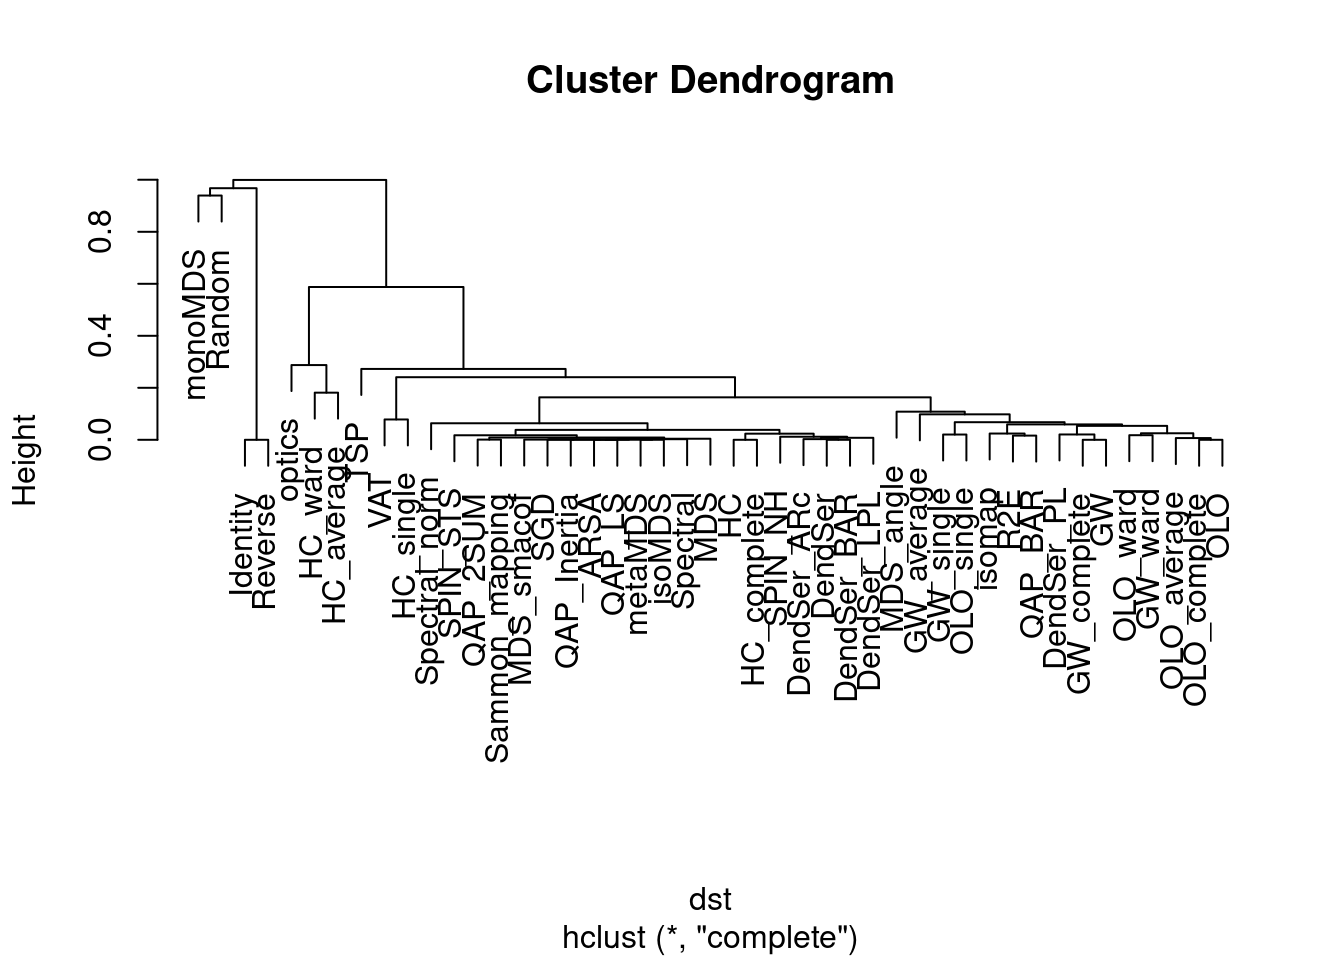 Cluster Dendrogram
Height
0.0
0.4
0.8
monoMDS
Random
Identity
Reverse
optics
HC_ward
HC_average
TSP
VAT
HC_single
Spectral_norm
SPIN_STS
QAP_2SUM
Sammon_mapping
MDS_smacof
SGD
QAP_Inertia
ARSA
QAP_LS
metaMDS
isoMDS
Spectral
MDS
HC
HC_complete
SPIN_NH
DendSer_ARc
DendSer
DendSer_BAR
DendSer_LPL
MDS_angle
GW_average
GW_single
OLO_single
isomap
R2E
QAP_BAR
DendSer_PL
GW_complete
GW
OLO_ward
GW_ward
OLO_average
OLO_complete
OLO
dst
hclust (*, "complete")